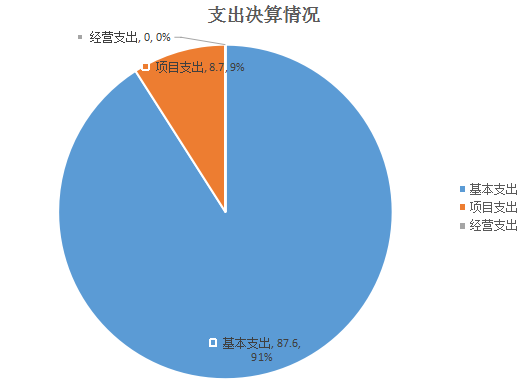 支出决算情况
经营支出, 0, 0%
项目支出, 8.7, 9%
基本支出, 87.6,
91%
基本支出
项目支出
经营支出